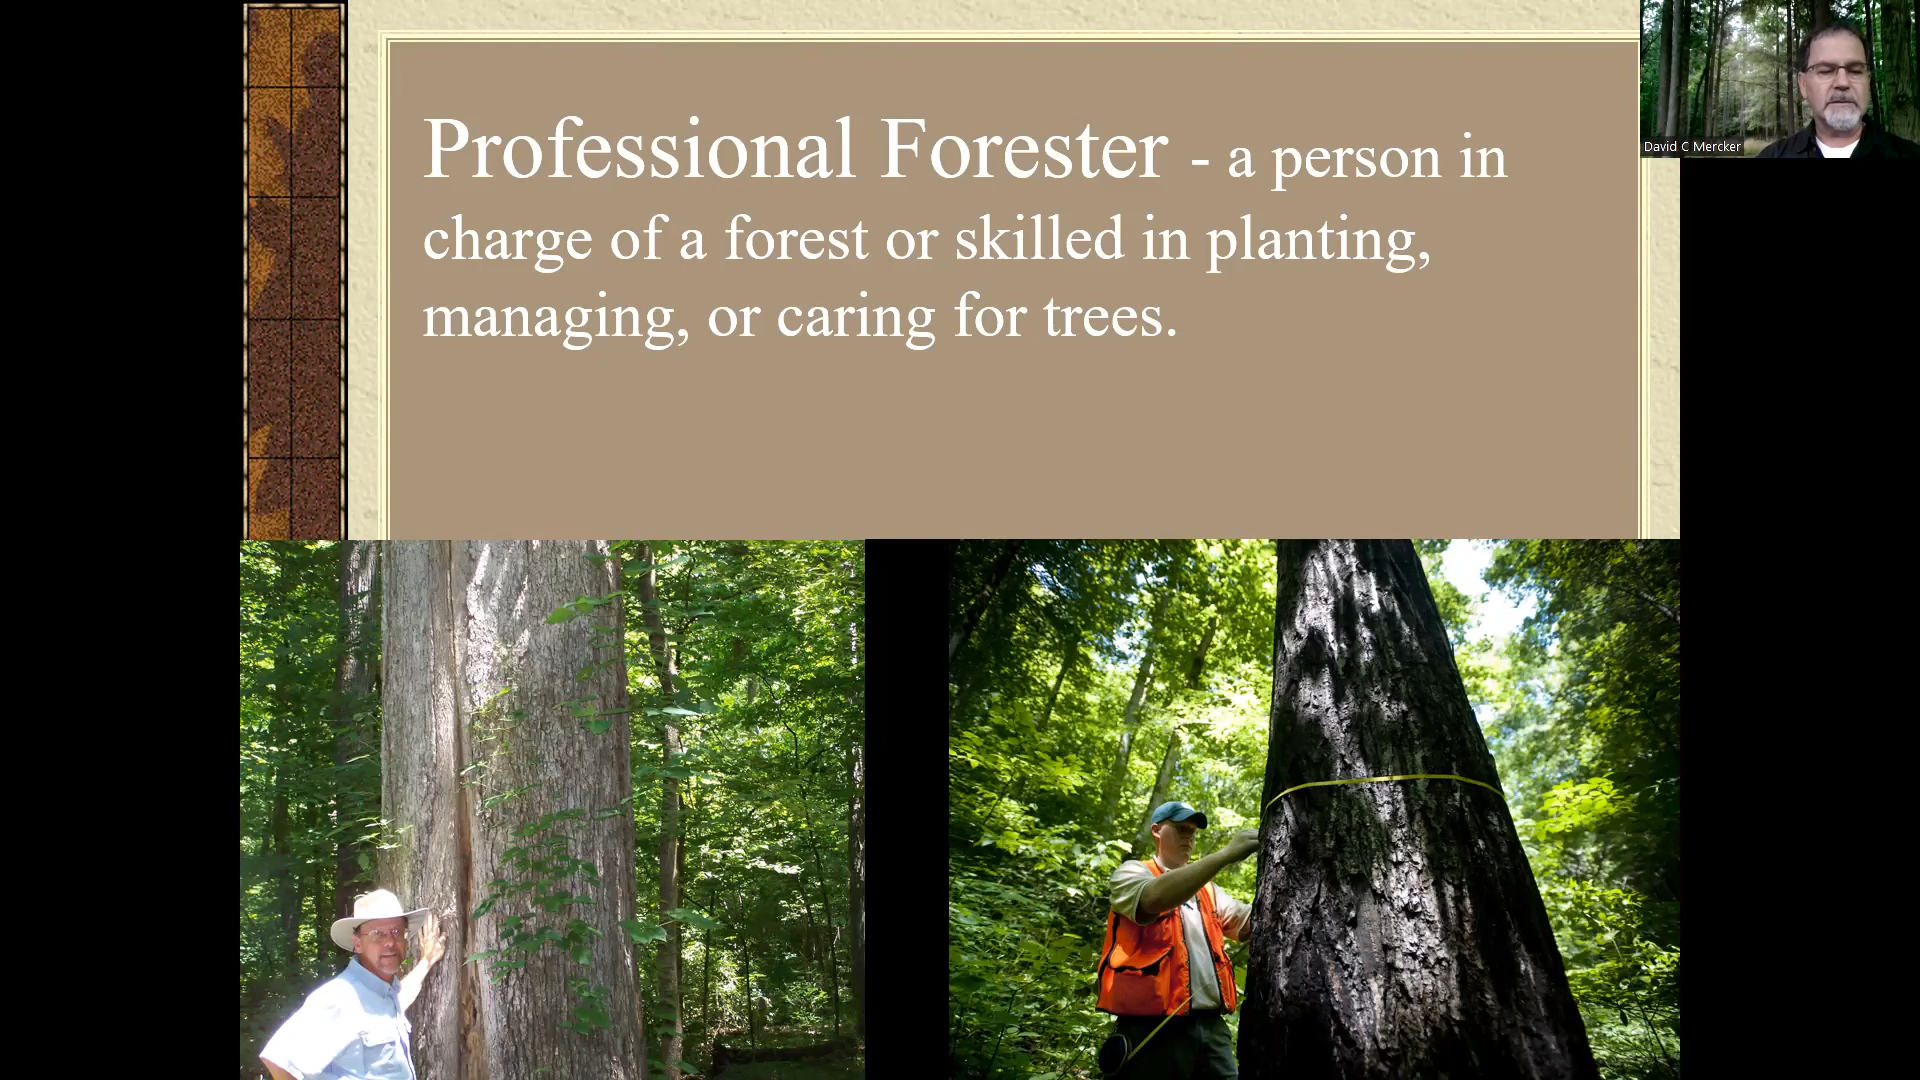 Professional Forester - a person in
charge of a forest or skilled in planting,
managing, or caring for trees.
David C Mercker